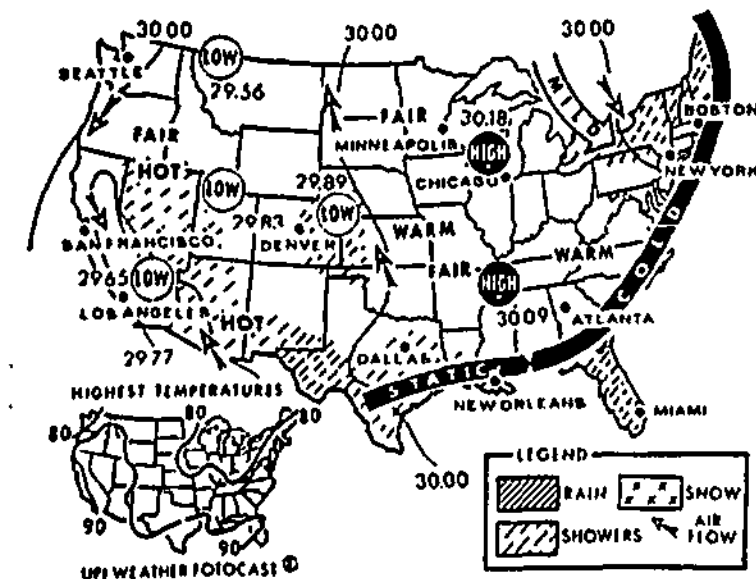 30.00
30.00
30.00
LOW
SEATTLE
29.56
BOSTON
MILD
FAIR
30.18
MINNEAPOLIS
FAIR
HIGH
NEW YORK
HOT
CHICAGO
LOW
29.89
LOW
29.83
DENVER
WARM
SAN FRANCISCO
WARM
COLD
29.65
LOW
FAIR
HIGH
LOS ANGELES
30.09
ATLANTA
HOT
29.77
DALLAS
STATIC
HIGHEST TEMPERATURES
NEW ORLEANS
MIAMI
80
80
80
30.00
LEGEND
RAIN
SNOW
SHOWERS
AIR
FLOW
90
90
UPI WEATHER FOTOCAST